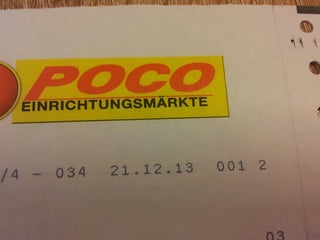 POCO
EINRICHTUNGSMÄRKTE
/4 - 034 21.12.13 001 2
03